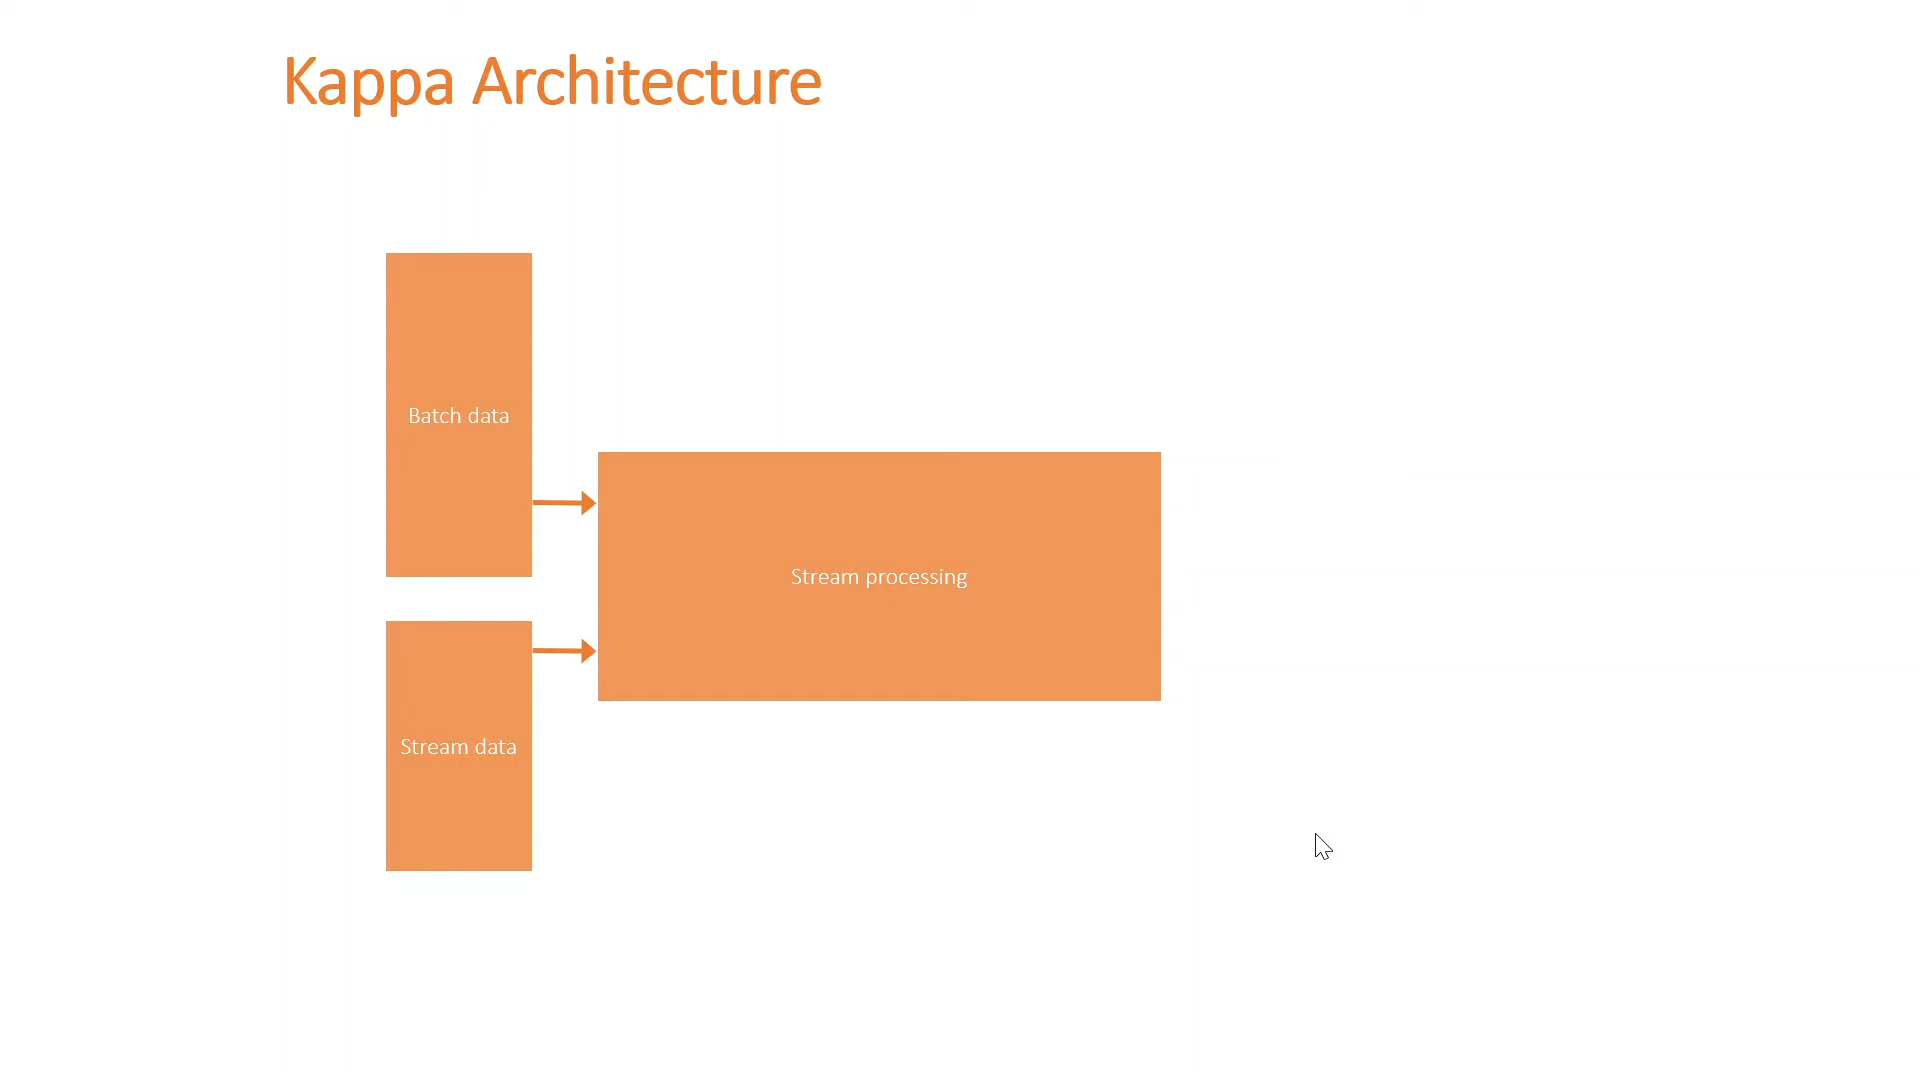 Kappa Architecture
Batch data
Stream processing
Stream data